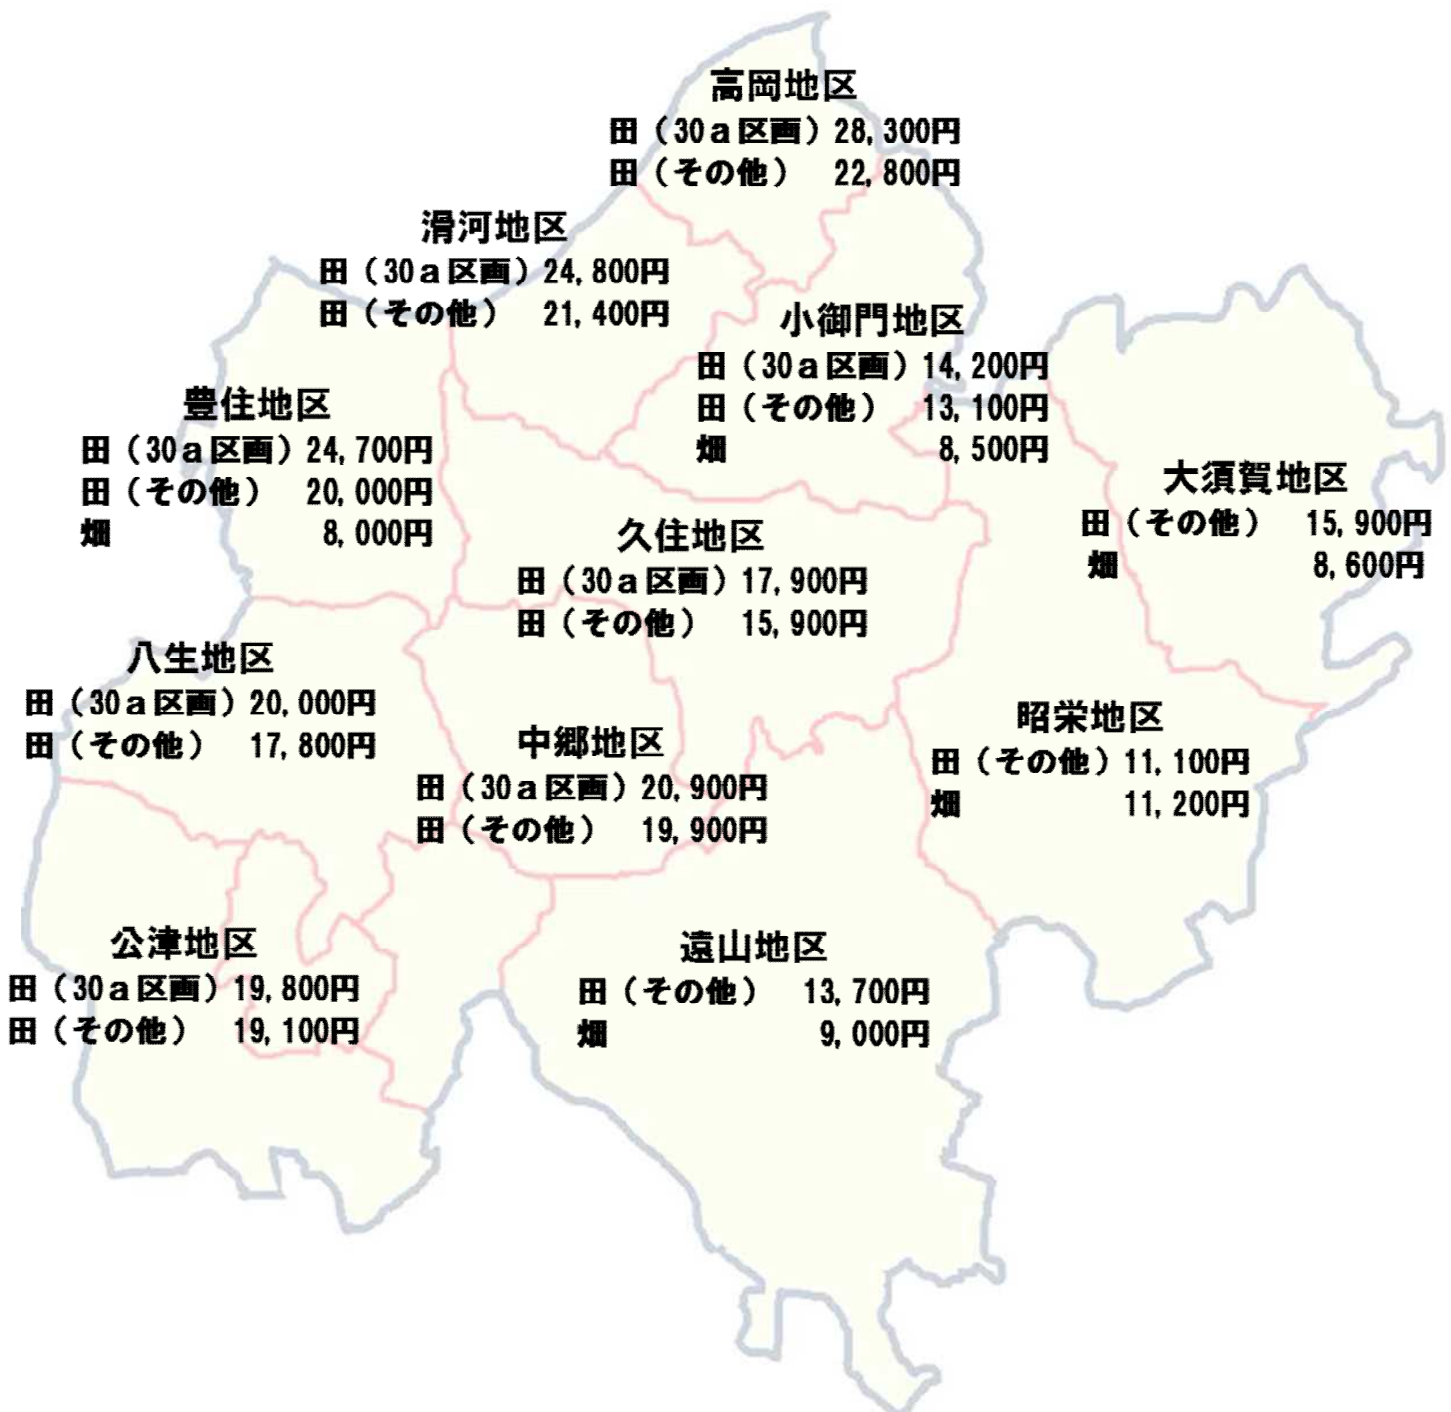 高岡地区
田（30a区画）28,300円
田（その他）　22,800円
滑河地区
田（30a区画）24,800円
田（その他）　21,400円
小御門地区
田（30a区画）14,200円
田（その他）　13,100円
畑　8,500円
豊住地区
田（30a区画）24,700円
田（その他）　20,000円
畑　8,000円
大須賀地区
田（その他）　15,900円
畑　8,600円
久住地区
田（30a区画）17,900円
田（その他）　15,900円
八生地区
田（30a区画）20,000円
田（その他）　17,800円
中郷地区
田（30a区画）20,900円
田（その他）　19,900円
昭栄地区
田（その他）11,100円
畑　11,200円
公津地区
田（30a区画）19,800円
田（その他）　19,100円
遠山地区
田（その他）　13,700円
畑　9,000円